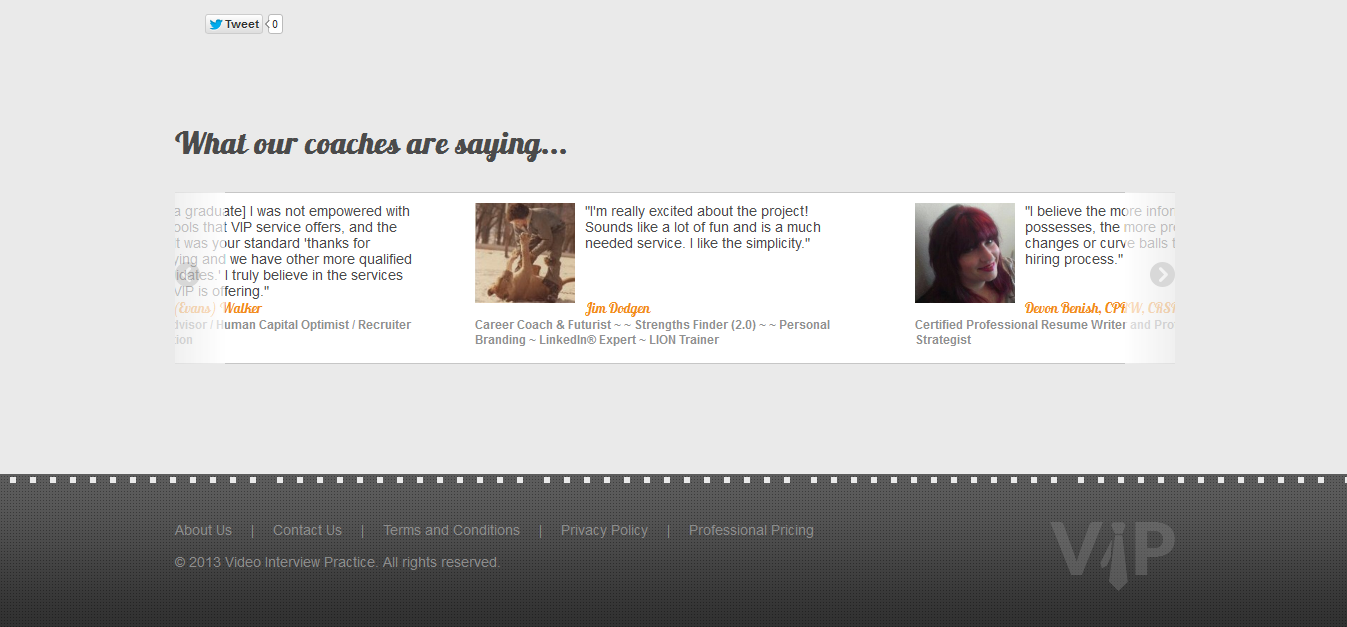 Tweet 0
What our coaches are saying...
a graduate] I was not empowered with
ools that VIP service offers, and the
it was your standard 'thanks for
ying and we have other more qualified
idates.' I truly believe in the services
VIP is offering."
(Evans) Walker
dvisor / Human Capital Optimist / Recruiter
tion
"I'm really excited about the project!
Sounds like a lot of fun and is a much
needed service. I like the simplicity."
Jim Dodgen
Career Coach & Futurist ~ ~ Strengths Finder (2.0) ~ ~ Personal
Branding ~ LinkedIn® Expert ~ LION Trainer
"I believe the more infor
possesses, the more pr
changes or curve balls t
hiring process."
Devon Benish, CPRW, CRS
Certified Professional Resume Writer and Pro
Strategist
About Us | Contact Us | Terms and Conditions | Privacy Policy | Professional Pricing
© 2013 Video Interview Practice. All rights reserved.
ViP